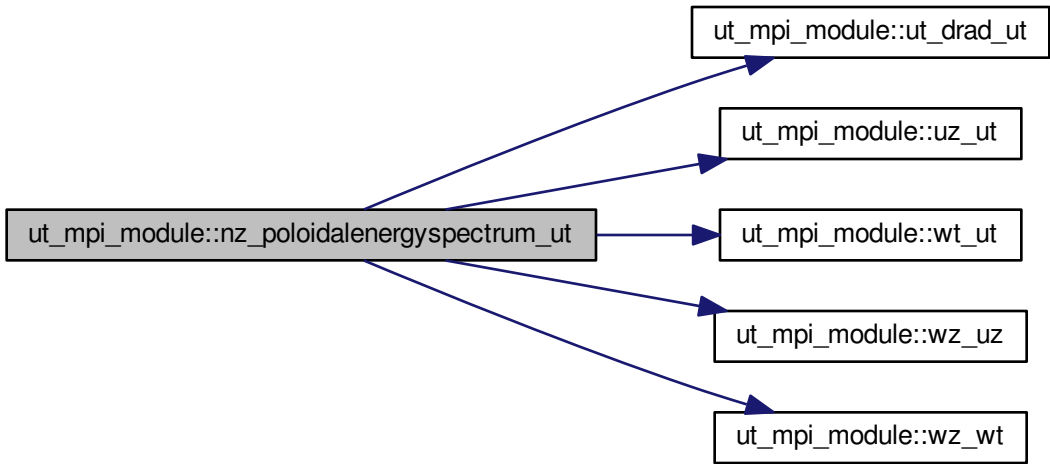 ut_mpi_module::ut_drad_ut
ut_mpi_module::uz_ut
ut_mpi_module::nz_poloidalenergyspectrum_ut
ut_mpi_module::wt_ut
ut_mpi_module::wz_uz
ut_mpi_module::wz_wt